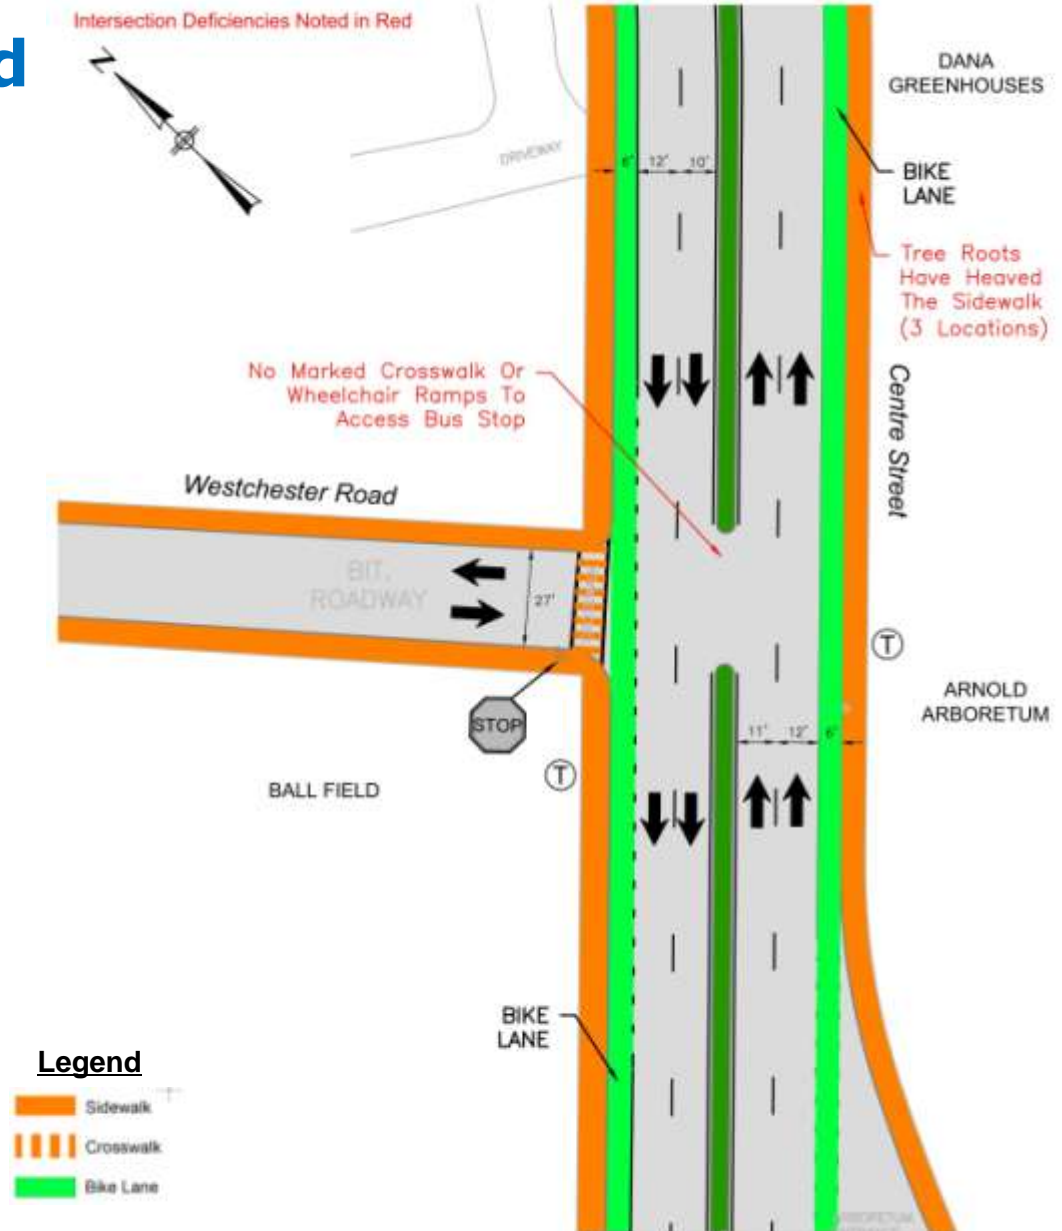 Intersection Deficiencies Noted in Red
d
N
DANA
GREENHOUSES
DRIVEWAY
6'
12'
10'
BIKE
LANE
Tree Roots
Have Heaved
The Sidewalk
(3 Locations)
No Marked Crosswalk Or
Wheelchair Ramps To
Access Bus Stop
Centre Street
Westchester Road
BIT.
ROADWAY
27'
T
STOP
ARNOLD
ARBORETUM
11'
12'
6'
T
BALL FIELD
BIKE
LANE
Legend
Sidewalk
Crosswalk
Bike Lane
ARBORETUM